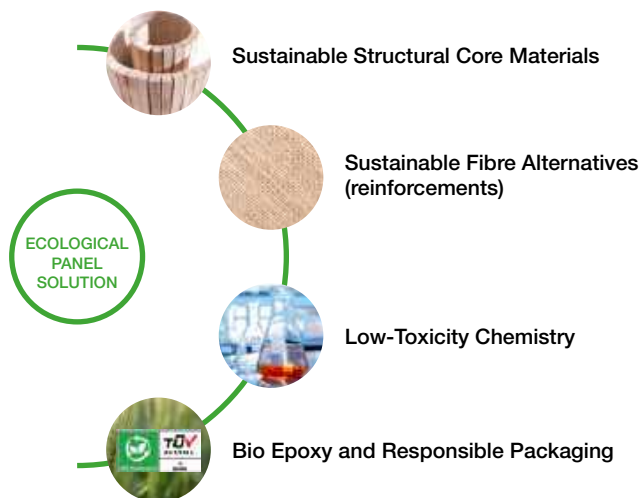 Sustainable Structural Core Materials
Sustainable Fibre Alternatives
(reinforcements)
ECOLOGICAL
PANEL
SOLUTION
Low-Toxicity Chemistry
Bio Epoxy and Responsible Packaging
TÜV